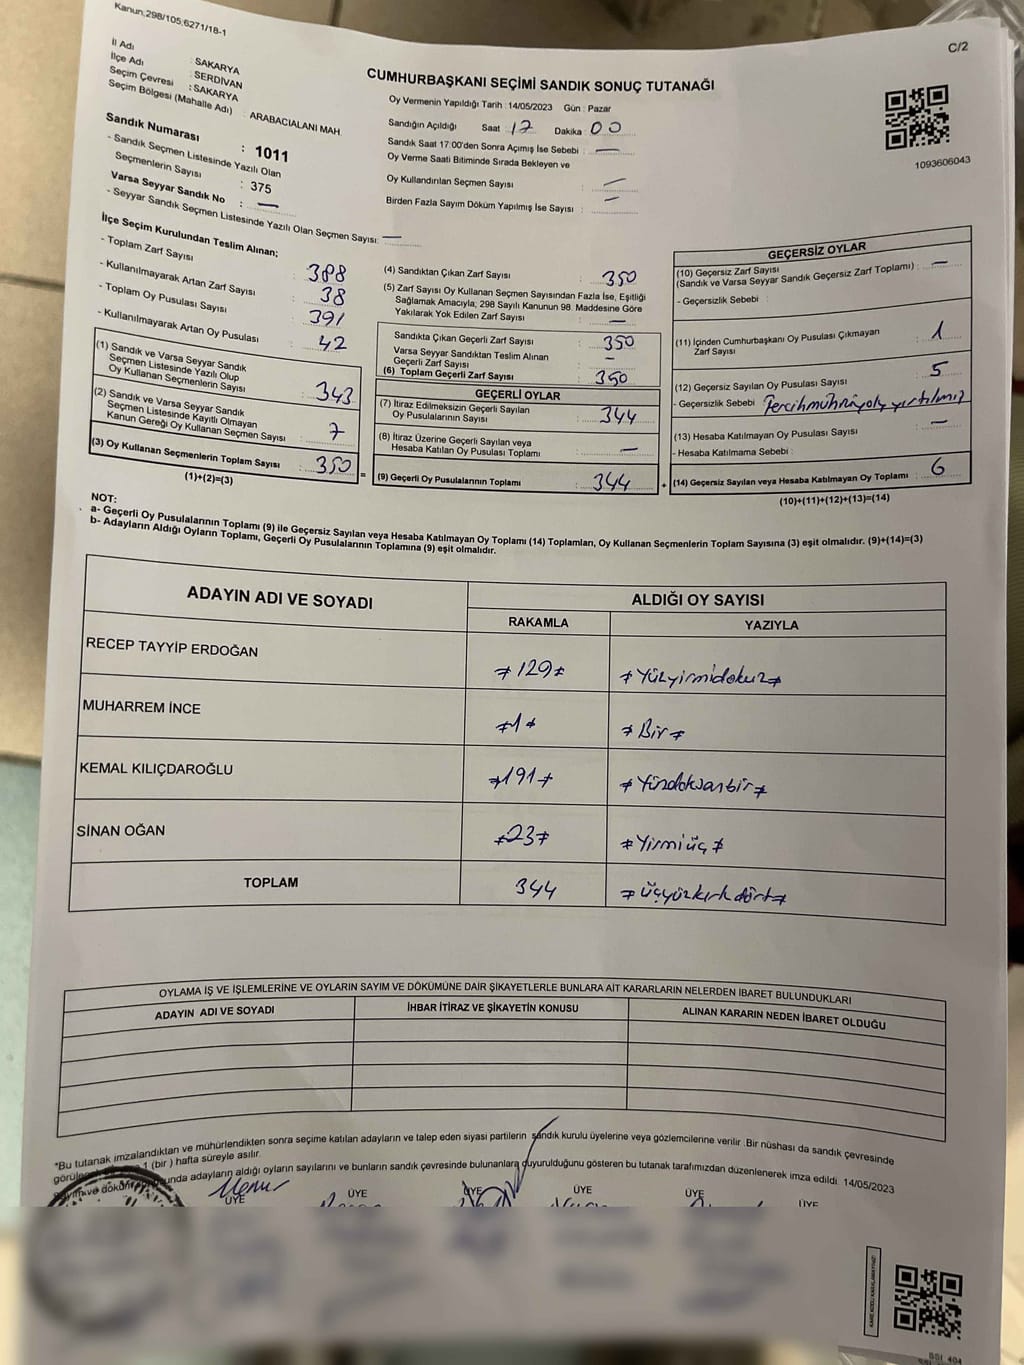 Kanun;298/105;6271/18-1
C/2
İl Adı : SAKARYA
İlçe Adı : SERDİVAN
Seçim Çevresi : SAKARYA
Seçim Bölgesi (Mahalle Adı) : ARABACIALANI MAH.
Sandık Numarası : 1011
- Sandık Seçmen Listesinde Yazılı Olan
Seçmenlerin Sayısı : 375
Varsa Seyyar Sandık No : —
- Seyyar Sandık Seçmen Listesinde Yazılı Olan Seçmen Sayısı: —
CUMHURBAŞKANI SEÇİMİ SANDIK SONUÇ TUTANAĞI
Oy Vermenin Yapıldığı Tarih : 14/05/2023 Gün : Pazar
Sandığın Açıldığı Saat : 17 Dakika : 00
Sandık Saat 17:00'den Sonra Açılmış İse Sebebi : —
Oy Verme Saati Bitiminde Sırada Bekleyen ve
Oy Kullandırılan Seçmen Sayısı : —
Birden Fazla Sayım Döküm Yapılmış İse Sayısı : —
1093606043
İlçe Seçim Kurulundan Teslim Alınan;
- Toplam Zarf Sayısı : 388
- Kullanılmayarak Artan Zarf Sayısı : 38
- Toplam Oy Pusulası Sayısı : 391
- Kullanılmayarak Artan Oy Pusulası : 42
(1) Sandık ve Varsa Seyyar Sandık
Seçmen Listesinde Yazılı Olup
Oy Kullanan Seçmenlerin Sayısı : 343
(2) Sandık ve Varsa Seyyar Sandık
Seçmen Listesinde Kayıtlı Olmayan
Kanun Gereği Oy Kullanan Seçmen Sayısı : 7
(3) Oy Kullanan Seçmenlerin Toplam Sayısı : 350
(1)+(2)=(3)
(4) Sandıktan Çıkan Zarf Sayısı : 350
(5) Zarf Sayısı Oy Kullanan Seçmen Sayısından Fazla İse, Eşitliği
Sağlamak Amacıyla; 298 Sayılı Kanunun 98. Maddesine Göre
Yakılarak Yok Edilen Zarf Sayısı : —
Sandıkta Çıkan Geçerli Zarf Sayısı : 350
Varsa Seyyar Sandıktan Teslim Alınan
Geçerli Zarf Sayısı : —
(6) Toplam Geçerli Zarf Sayısı : 350
GEÇERLİ OYLAR
(7) İtiraz Edilmeksizin Geçerli Sayılan
Oy Pusulalarının Sayısı : 344
(8) İtiraz Üzerine Geçerli Sayılan veya
Hesaba Katılan Oy Pusulası Toplamı : —
= (9) Geçerli Oy Pusulalarının Toplamı : 344
GEÇERSİZ OYLAR
(10) Geçersiz Zarf Sayısı
(Sandık ve Varsa Seyyar Sandık Geçersiz Zarf Toplamı) : —
- Geçersizlik Sebebi :
(11) İçinden Cumhurbaşkanı Oy Pusulası Çıkmayan
Zarf Sayısı : 1
(12) Geçersiz Sayılan Oy Pusulası Sayısı : 5
- Geçersizlik Sebebi : Tercih mührü yok, yırtılmış
(13) Hesaba Katılmayan Oy Pusulası Sayısı : —
- Hesaba Katılmama Sebebi :
+ (14) Geçersiz Sayılan veya Hesaba Katılmayan Oy Toplamı : 6
(10)+(11)+(12)+(13)=(14)
NOT:
a- Geçerli Oy Pusulalarının Toplamı (9) ile Geçersiz Sayılan veya Hesaba Katılmayan Oy Toplamı (14) Toplamları, Oy Kullanan Seçmenlerin Toplam Sayısına (3) eşit olmalıdır. (9)+(14)=(3)
b- Adayların Aldığı Oyların Toplamı, Geçerli Oy Pusulalarının Toplamına (9) eşit olmalıdır.
ADAYIN ADI VE SOYADI
ALDIĞI OY SAYISI
RAKAMLA YAZIYLA
RECEP TAYYİP ERDOĞAN ≠129≠ ≠Yüzyirmidokuz≠
MUHARREM İNCE ≠1≠ ≠Bir≠
KEMAL KILIÇDAROĞLU ≠191≠ ≠Yüzdoksanbir≠
SİNAN OĞAN ≠23≠ ≠Yirmiüç≠
TOPLAM 344 ≠Üçyüzkırkdört≠
OYLAMA İŞ VE İŞLEMLERİNE VE OYLARIN SAYIM VE DÖKÜMÜNE DAİR ŞİKAYETLERLE BUNLARA AİT KARARLARIN NELERDEN İBARET BULUNDUKLARI
ADAYIN ADI VE SOYADI İHBAR İTİRAZ VE ŞİKAYETİN KONUSU ALINAN KARARIN NEDEN İBARET OLDUĞU
*Bu tutanak imzalandıktan ve mühürlendikten sonra seçime katılan adayların ve talep eden siyasi partilerin sandık kurulu üyelerine veya gözlemcilerine verilir .Bir nüshası da sandık çevresinde
1 (bir ) hafta süreyle asılır.
adayların aldığı oyların sayılarını ve bunların sandık çevresinde bulunanlara duyurulduğunu gösteren bu tutanak tarafımızdan düzenlenerek imza edildi 14/05/2023
ÜYE ÜYE ÜYE ÜYE ÜYE ÜYE